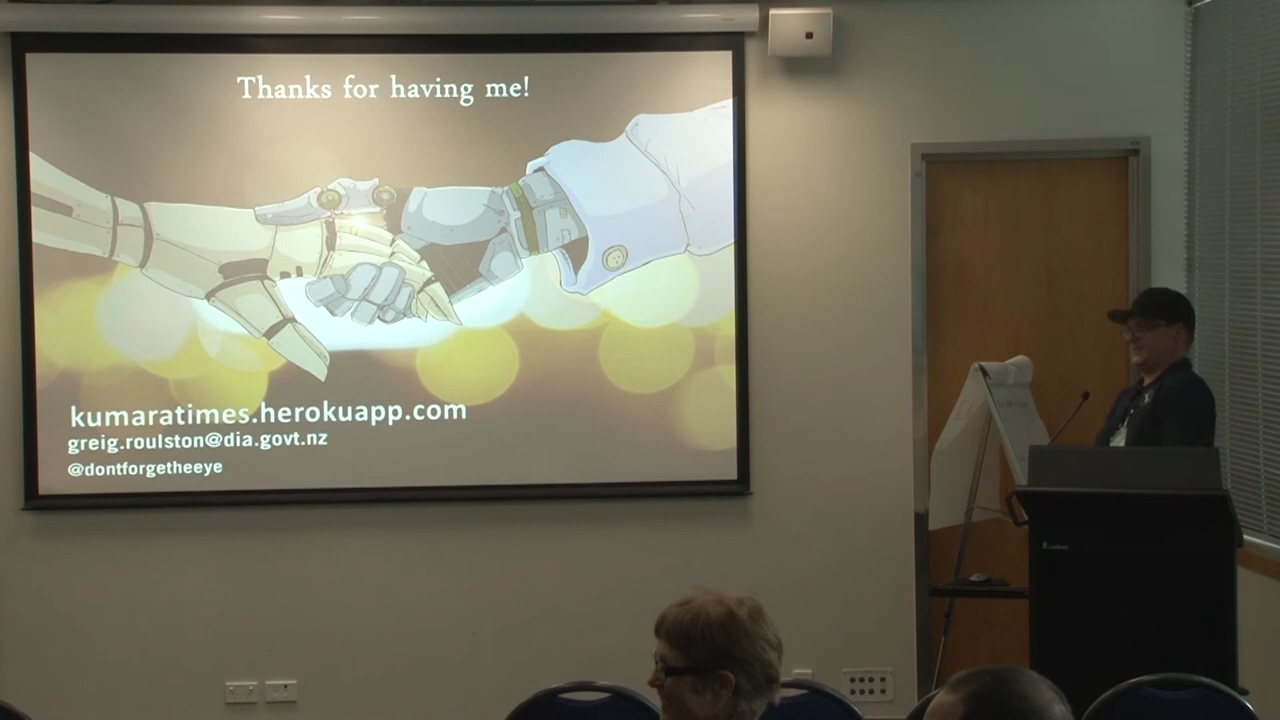 Thanks for having me!
kumaratimes.herokuapp.com
greig.roulston@dia.govt.nz
@dontforgetheeye